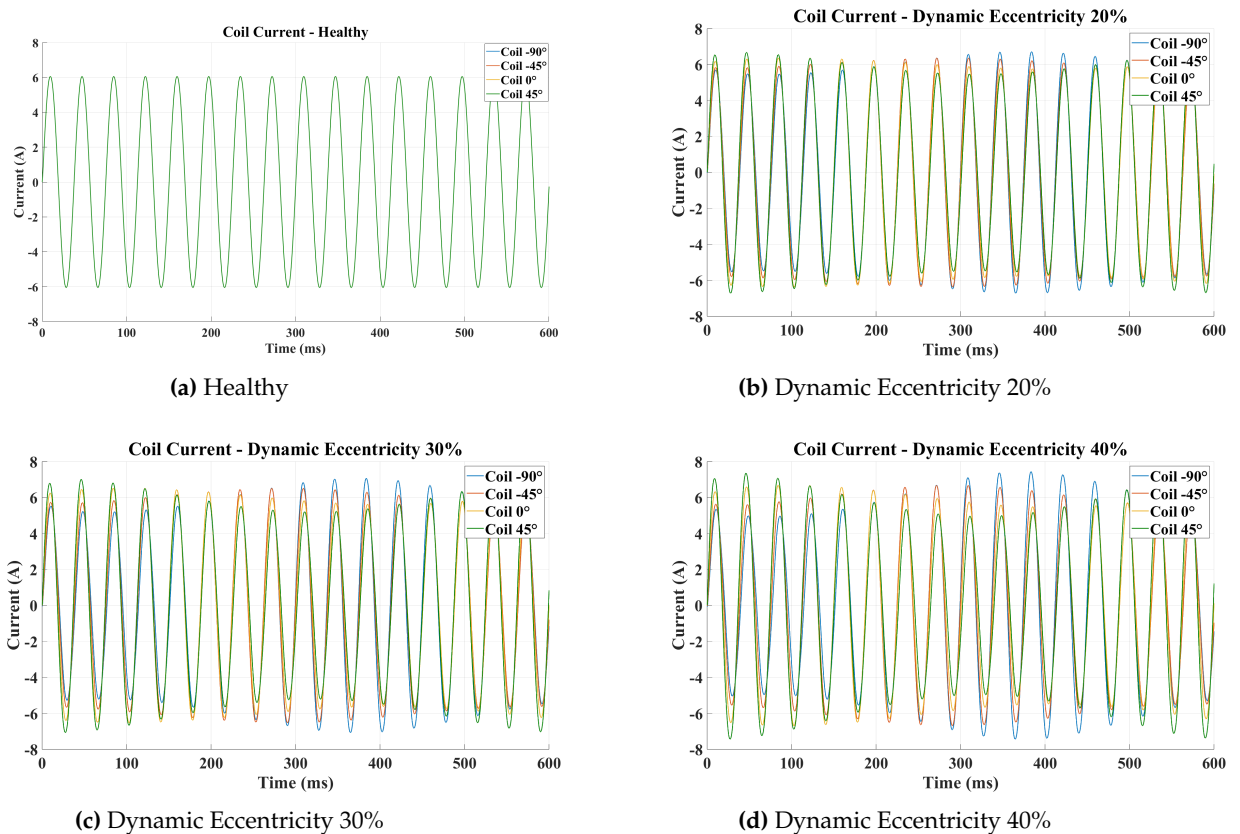 Coil Current - Healthy
Coil -90°
Coil -45°
Coil 0°
Coil 45°
8
6
4
2
0
-2
-4
-6
-8
Current (A)
0 100 200 300 400 500 600
Time (ms)
(a) Healthy
Coil Current - Dynamic Eccentricity 20%
Coil -90°
Coil -45°
Coil 0°
Coil 45°
8
6
4
2
0
-2
-4
-6
-8
Current (A)
0 100 200 300 400 500 600
Time (ms)
(b) Dynamic Eccentricity 20%
Coil Current - Dynamic Eccentricity 30%
Coil -90°
Coil -45°
Coil 0°
Coil 45°
8
6
4
2
0
-2
-4
-6
-8
Current (A)
0 100 200 300 400 500 600
Time (ms)
(c) Dynamic Eccentricity 30%
Coil Current - Dynamic Eccentricity 40%
Coil -90°
Coil -45°
Coil 0°
Coil 45°
8
6
4
2
0
-2
-4
-6
-8
Current (A)
0 100 200 300 400 500 600
Time (ms)
(d) Dynamic Eccentricity 40%